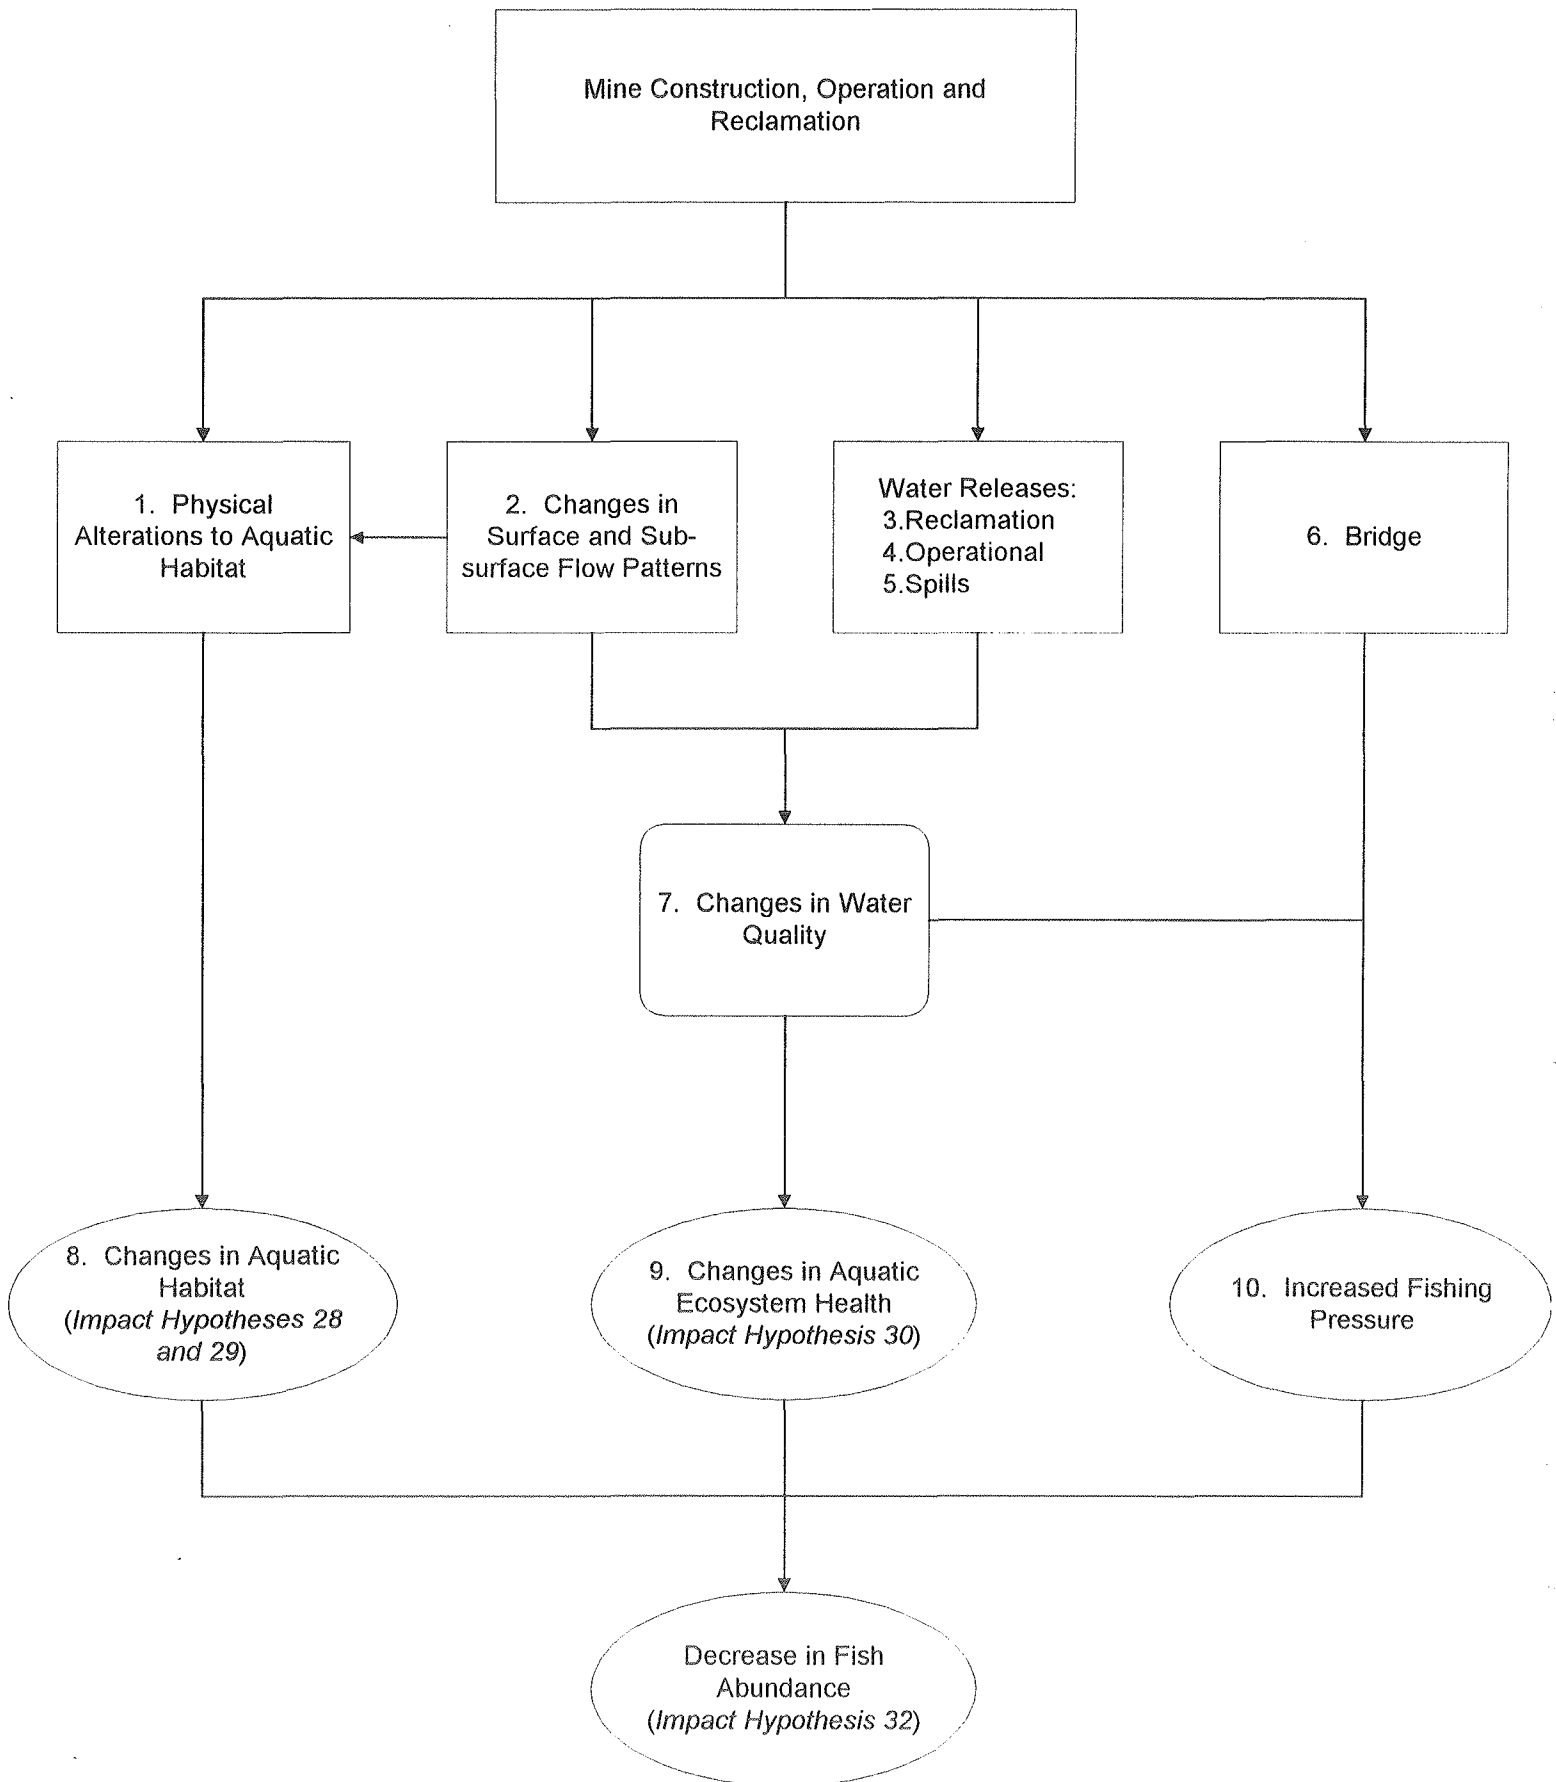 Mine Construction, Operation and
Reclamation
1. Physical
Alterations to Aquatic
Habitat
2. Changes in
Surface and Sub-
surface Flow Patterns
Water Releases:
3.Reclamation
4.Operational
5.Spills
6. Bridge
7. Changes in Water
Quality
8. Changes in Aquatic
Habitat
(Impact Hypotheses 28
and 29)
9. Changes in Aquatic
Ecosystem Health
(Impact Hypothesis 30)
10. Increased Fishing
Pressure
Decrease in Fish
Abundance
(Impact Hypothesis 32)